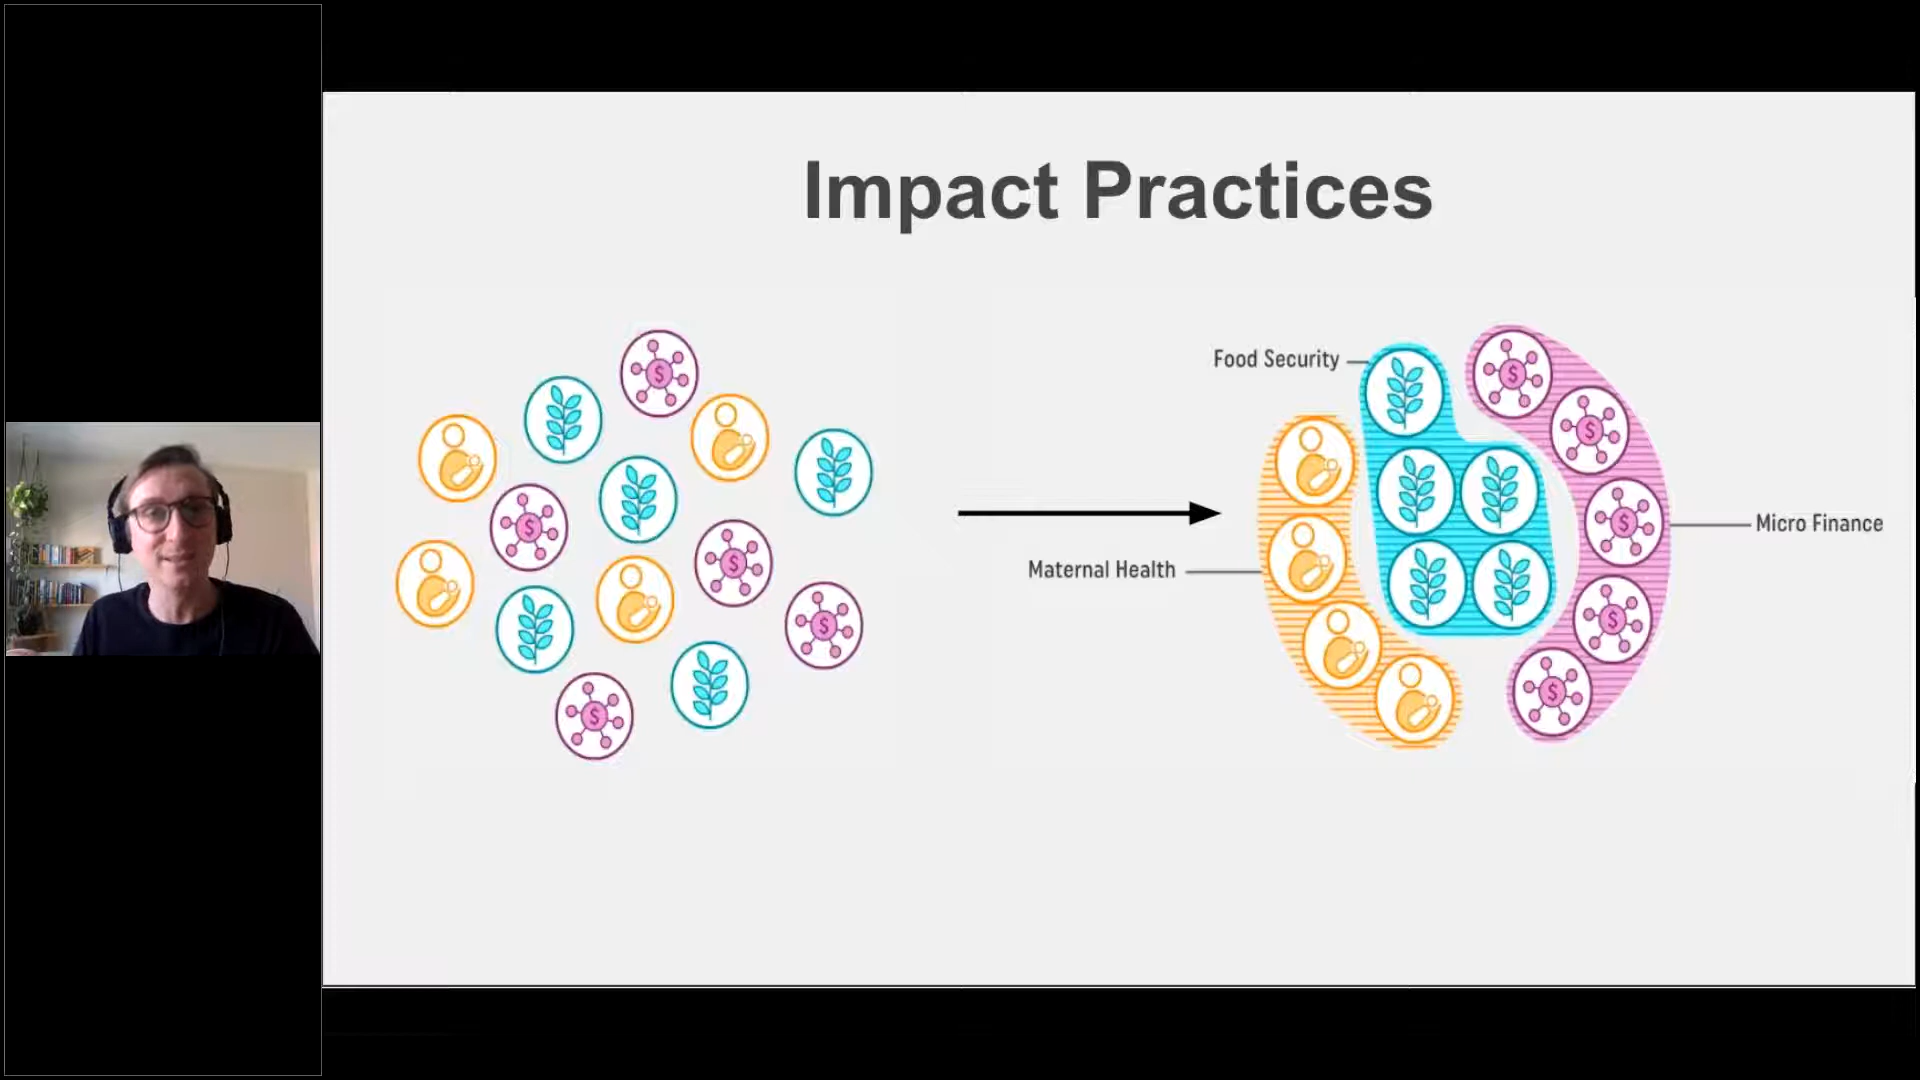 Impact Practices
Food Security
Micro Finance
Maternal Health
$
$
$
$
$
$
$
$
$
$